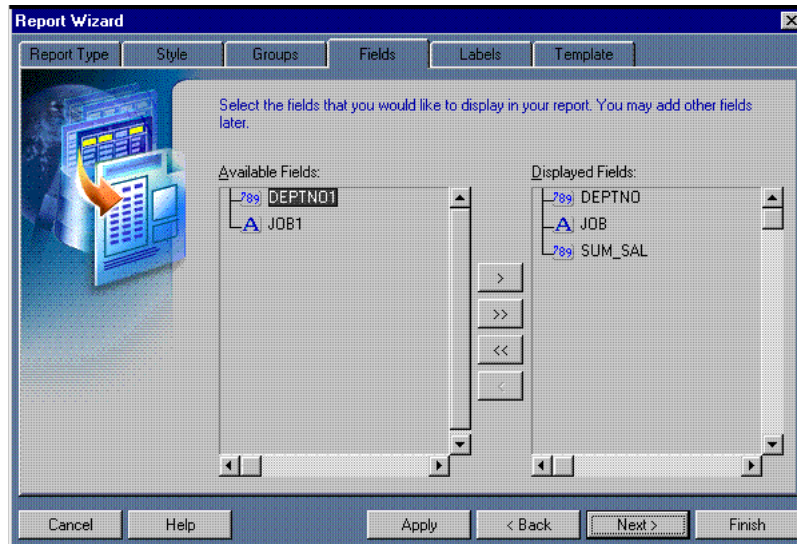 Report Wizard
Report Type Style Groups Fields Labels Template
Select the fields that you would like to display in your report. You may add other fields
later.
Available Fields: Displayed Fields:
789 DEPTNO1 789 DEPTNO
A JOB1 A JOB
789 SUM_SAL
>
>>
<<
<
Cancel Help Apply < Back Next > Finish